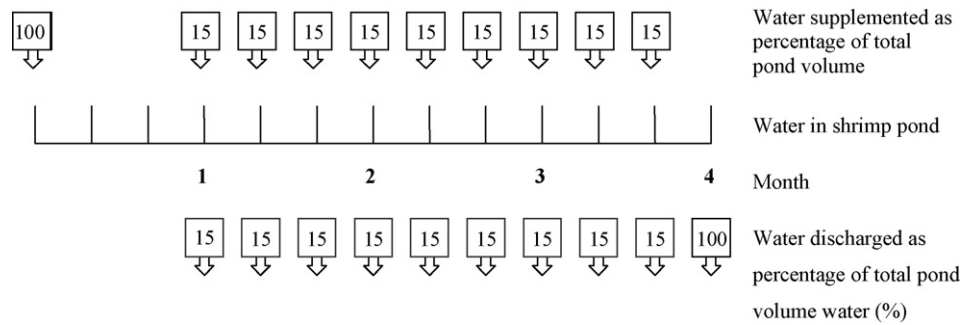 100 15 15 15 15 15 15 15 15 15
Water supplemented as
percentage of total
pond volume
Water in shrimp pond
1 2 3 4 Month
15 15 15 15 15 15 15 15 15 100
Water discharged as
percentage of total pond
volume water (%)